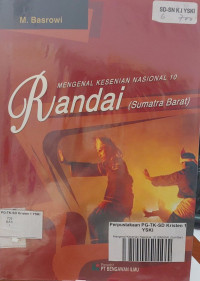 M. Basrowi
MENGENAL KESENIAN NASIONAL 10
Randai
(Sumatra Barat)
Perpustakaan PG-TK-SD Kristen 1
YSKI
PT BENGAWAN ILMU